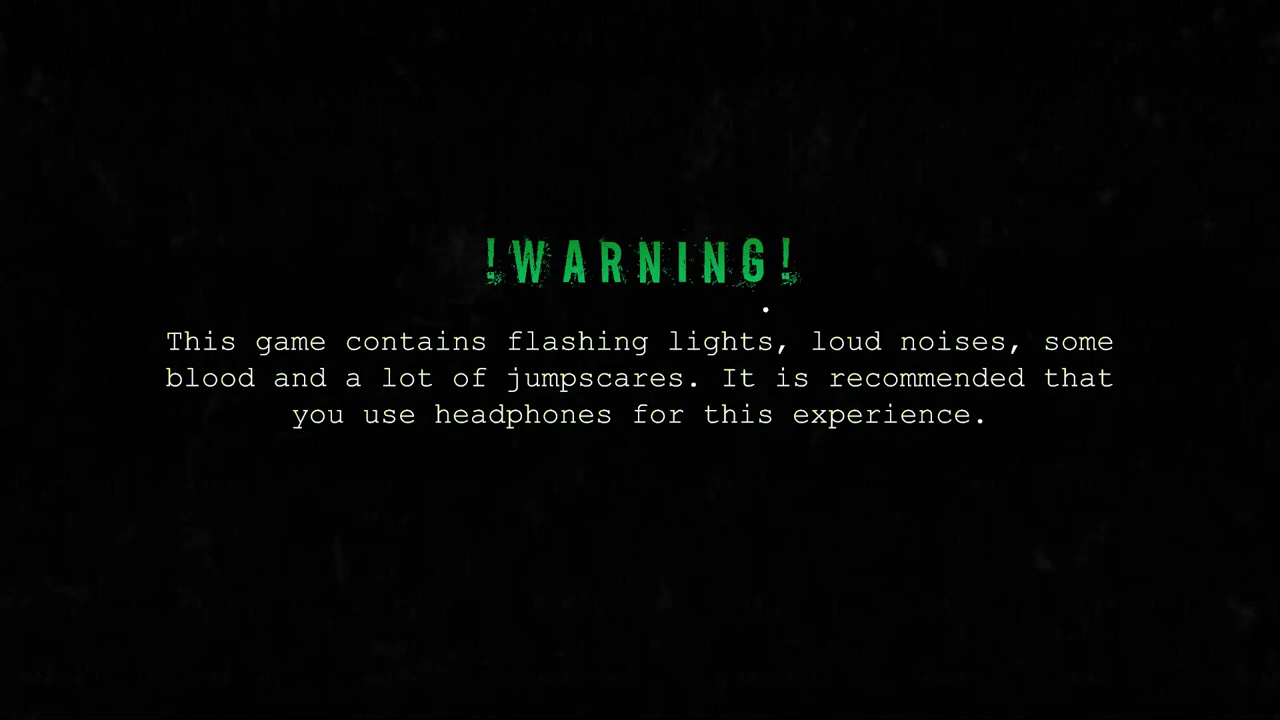 !WARNING!
This game contains flashing lights, loud noises, some
blood and a lot of jumpscares. It is recommended that
you use headphones for this experience.